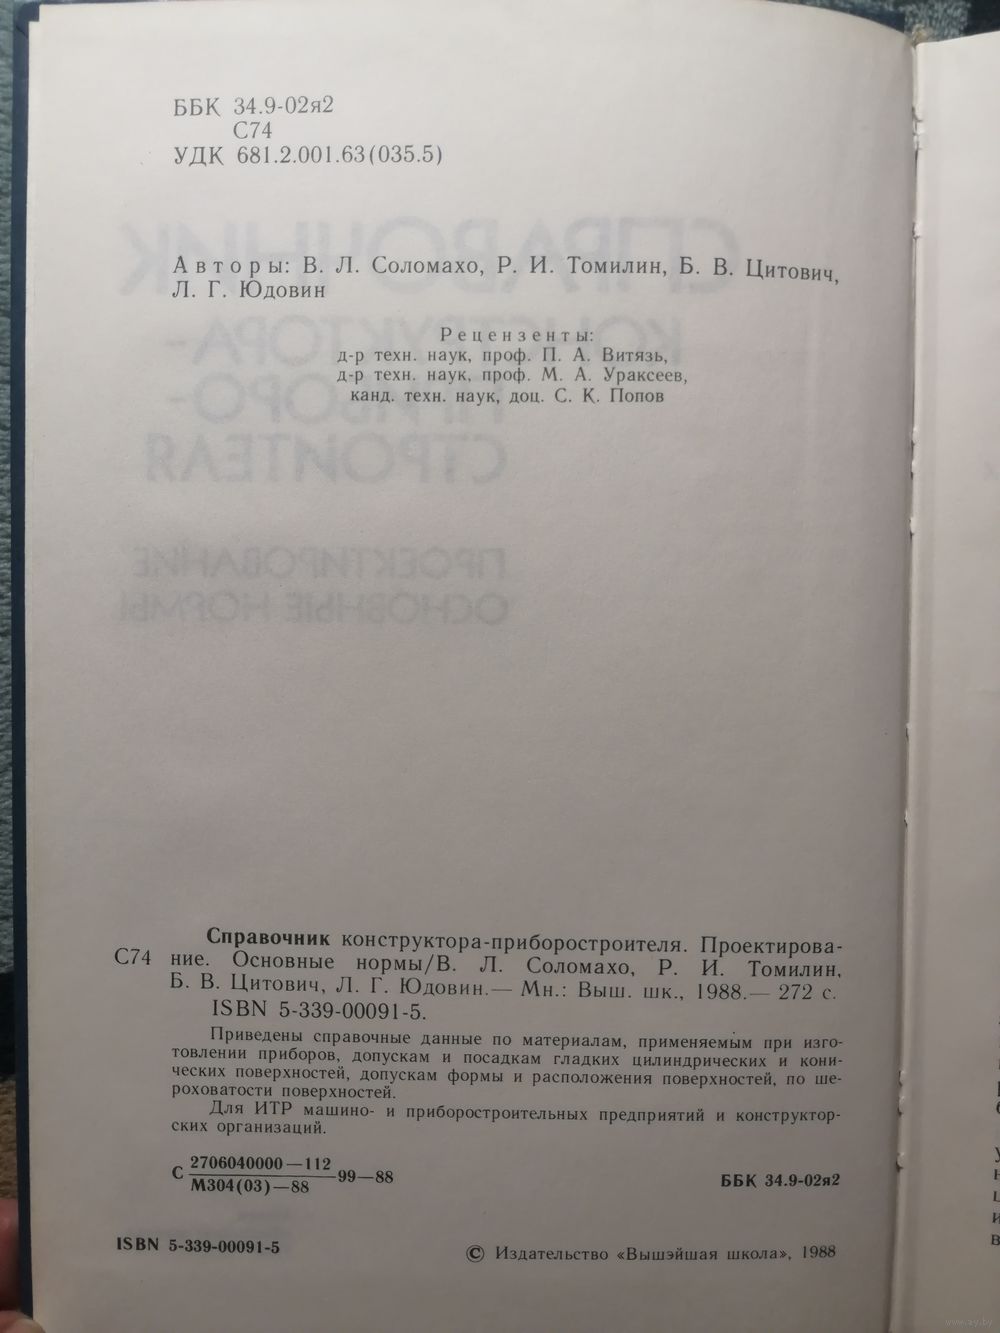 ББК 34.9-02я2
С74
УДК 681.2.001.63(035.5)
Авторы: В. Л. Соломахо, Р. И. Томилин, Б. В. Цитович,
Л. Г. Юдовин
Рецензенты:
д-р техн. наук, проф. П. А. Витязь,
д-р техн. наук, проф. М. А. Ураксеев,
канд. техн. наук, доц. С. К. Попов
Справочник конструктора-приборостроителя. Проектирова-
С74 ние. Основные нормы/В. Л. Соломахо, Р. И. Томилин,
Б. В. Цитович, Л. Г. Юдовин.— Мн.: Выш. шк., 1988.— 272 с.
ISBN 5-339-00091-5.
Приведены справочные данные по материалам, применяемым при изго-
товлении приборов, допускам и посадкам гладких цилиндрических и кони-
ческих поверхностей, допускам формы и расположения поверхностей, по ше-
роховатости поверхностей.
Для ИТР машино- и приборостроительных предприятий и конструктор-
ских организаций.
2706040000—112
С 99—88
М304(03)—88
ББК 34.9-02я2
ISBN 5-339-00091-5
© Издательство «Вышэйшая школа», 1988
www.ay.by